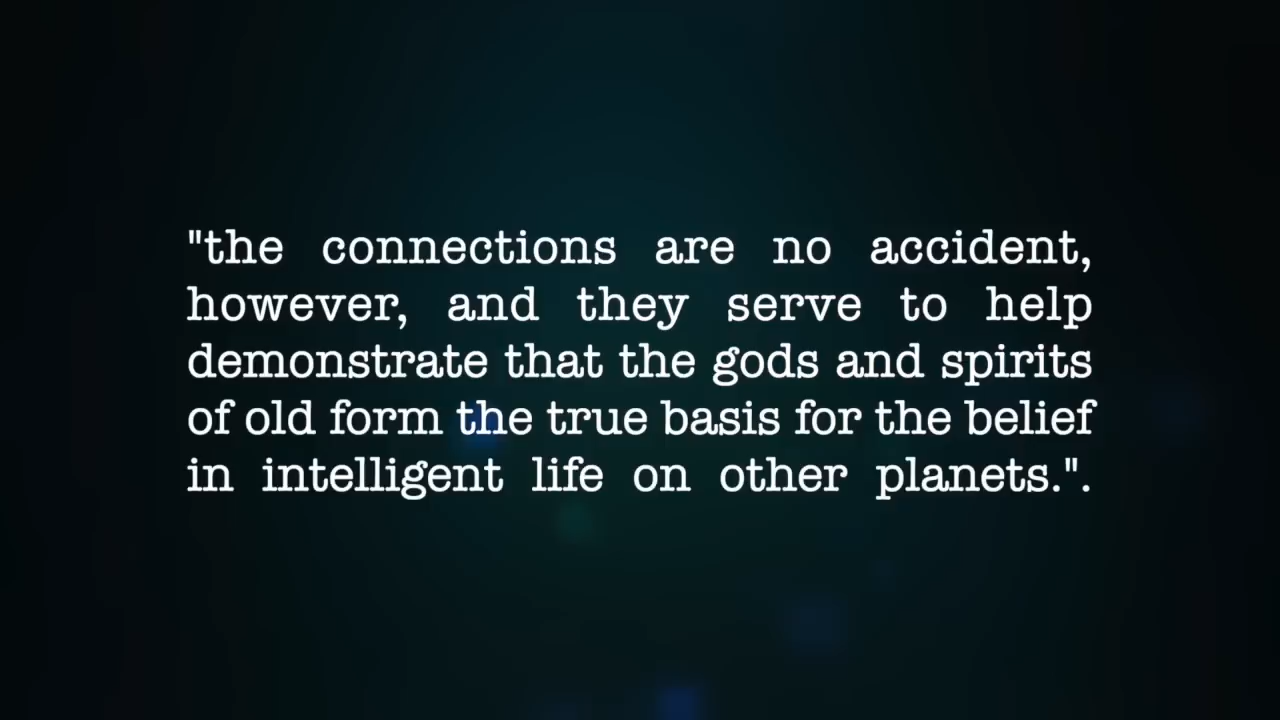 "the connections are no accident,
however, and they serve to help
demonstrate that the gods and spirits
of old form the true basis for the belief
in intelligent life on other planets.".